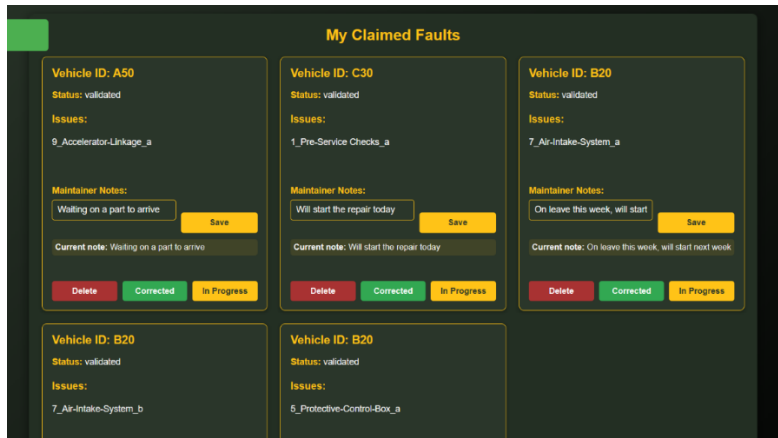 My Claimed Faults
Vehicle ID: A50
Status: validated
Issues:
9_Accelerator-Linkage_a
Maintainer Notes:
Waiting on a part to arrive
Save
Current note: Waiting on a part to arrive
Delete
Corrected
In Progress
Vehicle ID: C30
Status: validated
Issues:
1_Pre-Service Checks_a
Maintainer Notes:
Will start the repair today
Save
Current note: Will start the repair today
Delete
Corrected
In Progress
Vehicle ID: B20
Status: validated
Issues:
7_Air-Intake-System_a
Maintainer Notes:
On leave this week, will start
Save
Current note: On leave this week, will start next week
Delete
Corrected
In Progress
Vehicle ID: B20
Status: validated
Issues:
7_Air-Intake-System_b
Vehicle ID: B20
Status: validated
Issues:
5_Protective-Control-Box_a